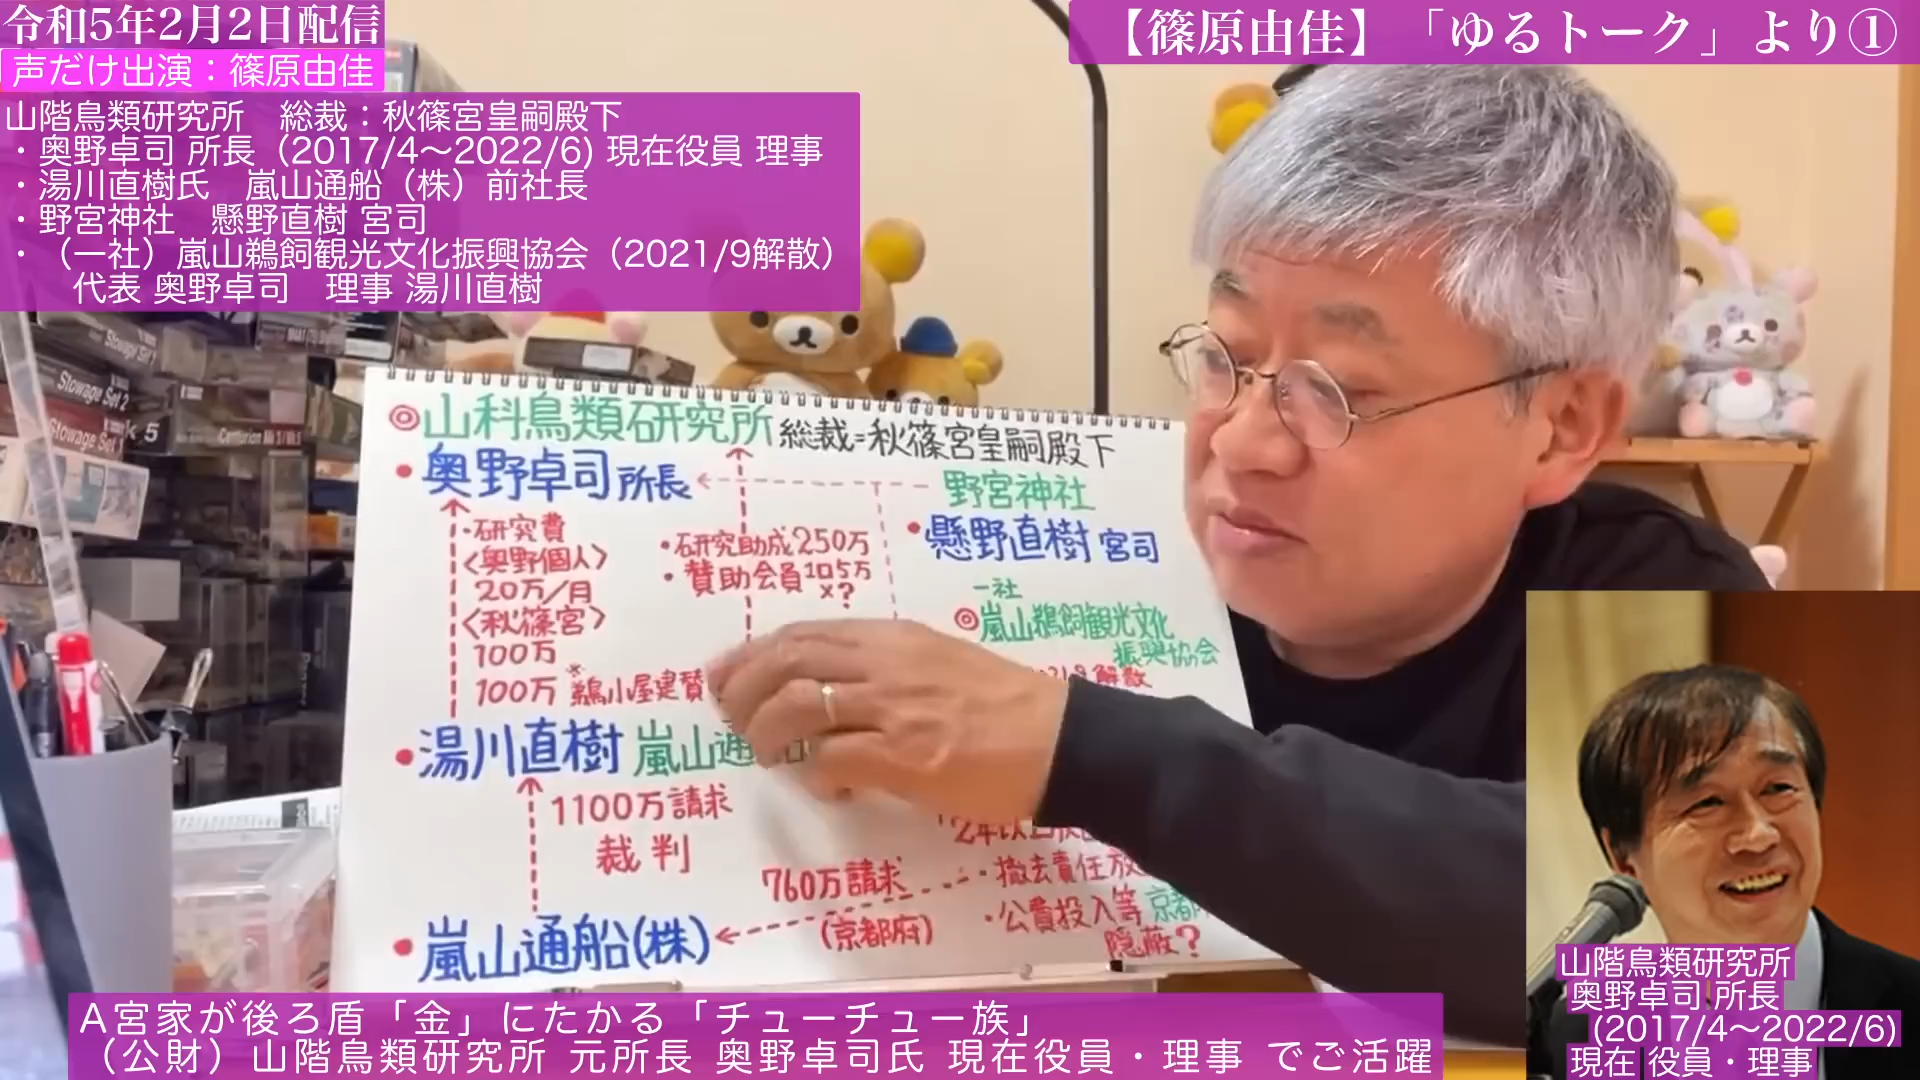 令和5年2月2日配信
声だけ出演：篠原由佳
【篠原由佳】「ゆるトーク」より①
山階鳥類研究所　総裁：秋篠宮皇嗣殿下
・奥野卓司 所長（2017/4〜2022/6) 現在役員 理事
・湯川直樹氏　嵐山通船（株）前社長
・野宮神社　懸野直樹 宮司
・（一社）嵐山鵜飼観光文化振興協会（2021/9解散）
代表 奥野卓司　理事 湯川直樹
Stowage Set 1
Stowage Set 2
Stowage Set 1
◎山科鳥類研究所 総裁=秋篠宮皇嗣殿下
・奥野卓司 所長
野宮神社
・懸野直樹 宮司
・研究費
〈奥野個人〉
20万/月
〈秋篠宮〉
100万
100万 ※鵜小屋建賛
・研究助成250万
・賛助会員1口5万
×?
一社
◎嵐山鵜飼観光文化
振興協会
解散
・湯川直樹 嵐山通
1100万請求
裁判
760万請求
(京都府)
・撤去責任放
・公費投入等 京都
隠蔽?
・嵐山通船(株)
A宮家が後ろ盾「金」にたかる「チューチュー族」
（公財）山階鳥類研究所 元所長 奥野卓司氏 現在役員・理事 でご活躍
山階鳥類研究所
奥野卓司 所長
(2017/4〜2022/6)
現在 役員・理事